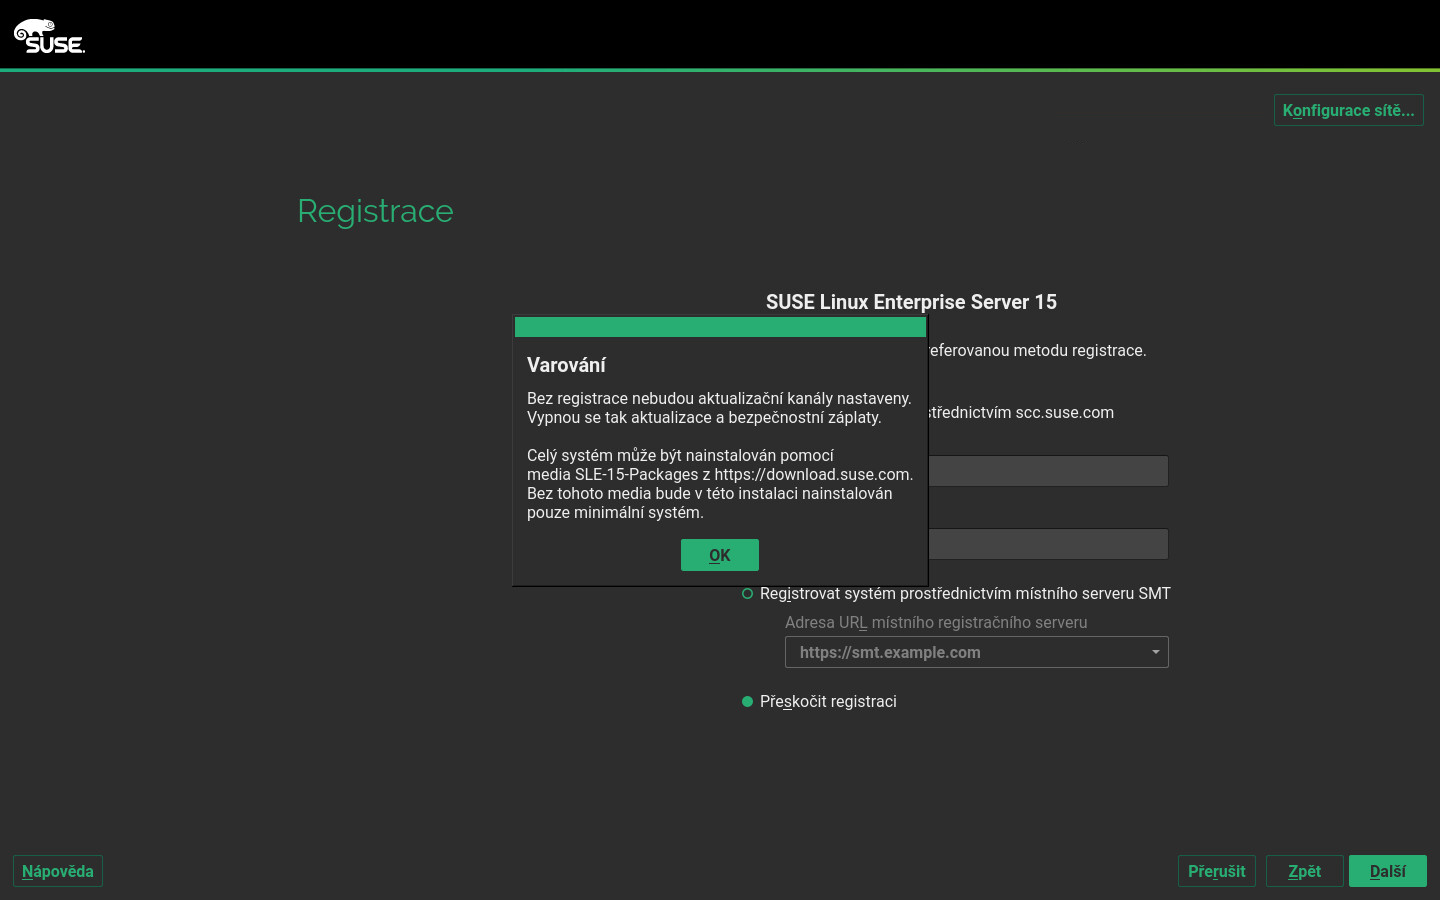 SUSE
Konfigurace sítě...
Registrace
SUSE Linux Enterprise Server 15
referovanou metodu registrace.
střednictvím scc.suse.com
Varování
Bez registrace nebudou aktualizační kanály nastaveny.
Vypnou se tak aktualizace a bezpečnostní záplaty.
Celý systém může být nainstalován pomocí
media SLE-15-Packages z https://download.suse.com.
Bez tohoto media bude v této instalaci nainstalován
pouze minimální systém.
OK
Registrovat systém prostřednictvím místního serveru SMT
Adresa URL místního registračního serveru
https://smt.example.com
Přeskočit registraci
Nápověda
Přerušit
Zpět
Další